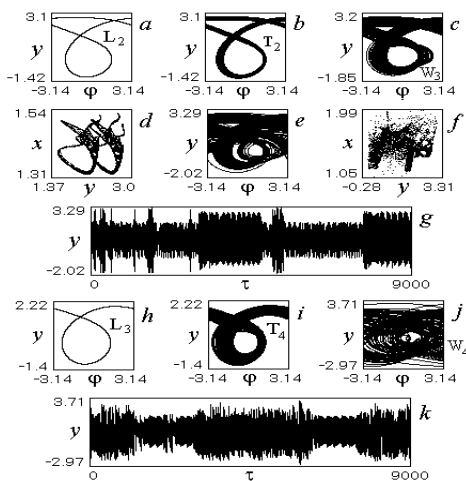 3.1 a 3.1 b 3.2 c
y L2 y T2 y W3
-1.42 -1.42 -1.85
-3.14 φ 3.14 -3.14 φ 3.14 -3.14 φ 3.14
1.54 d 3.29 e 1.99 f
x y x
1.31 -2.02 1.05
1.37 y 3.0 -3.14 φ 3.14 -0.28 y 3.31
3.29 g
y
-2.02
0 τ 9000
2.22 h 2.22 i 3.71 j
y L3 y T4 y W4
-1.4 -1.4 -2.97
-3.14 φ 3.14 -3.14 φ 3.14 -3.14 φ 3.14
3.71 k
y
-2.97
0 τ 9000